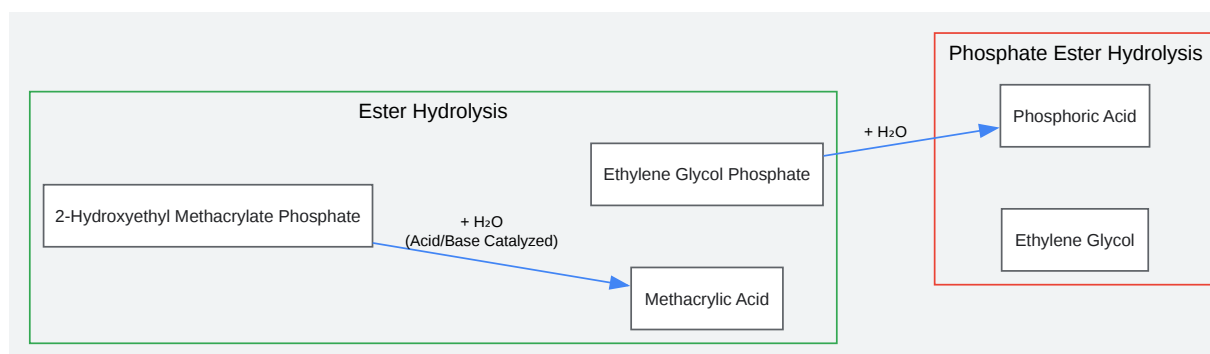 Phosphate Ester Hydrolysis
Ester Hydrolysis
2-Hydroxyethyl Methacrylate Phosphate
+ H₂O
(Acid/Base Catalyzed)
Ethylene Glycol Phosphate
Methacrylic Acid
+ H₂O
Phosphoric Acid
Ethylene Glycol